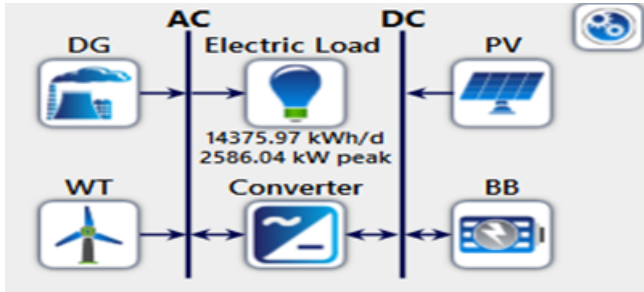 AC DC
DG Electric Load PV
14375.97 kWh/d
2586.04 kW peak
WT Converter BB